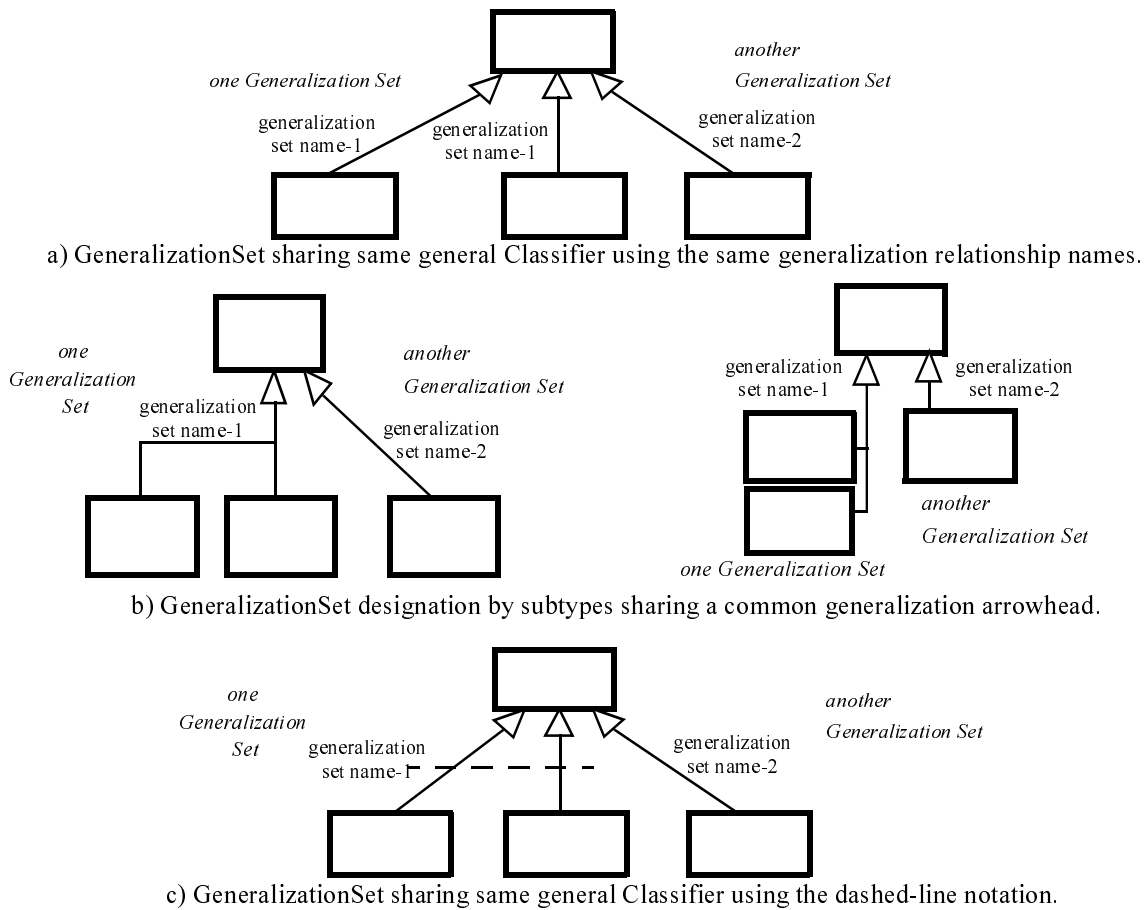 another
one Generalization Set
Generalization Set
generalization
set name-1
generalization
set name-1
generalization
set name-2
a) GeneralizationSet sharing same general Classifier using the same generalization relationship names.
one
Generalization
Set
another
Generalization Set
generalization
set name-1
generalization
set name-2
generalization
set name-1
generalization
set name-2
another
Generalization Set
one Generalization Set
b) GeneralizationSet designation by subtypes sharing a common generalization arrowhead.
one
Generalization
Set
another
Generalization Set
generalization
set name-1
generalization
set name-2
c) GeneralizationSet sharing same general Classifier using the dashed-line notation.